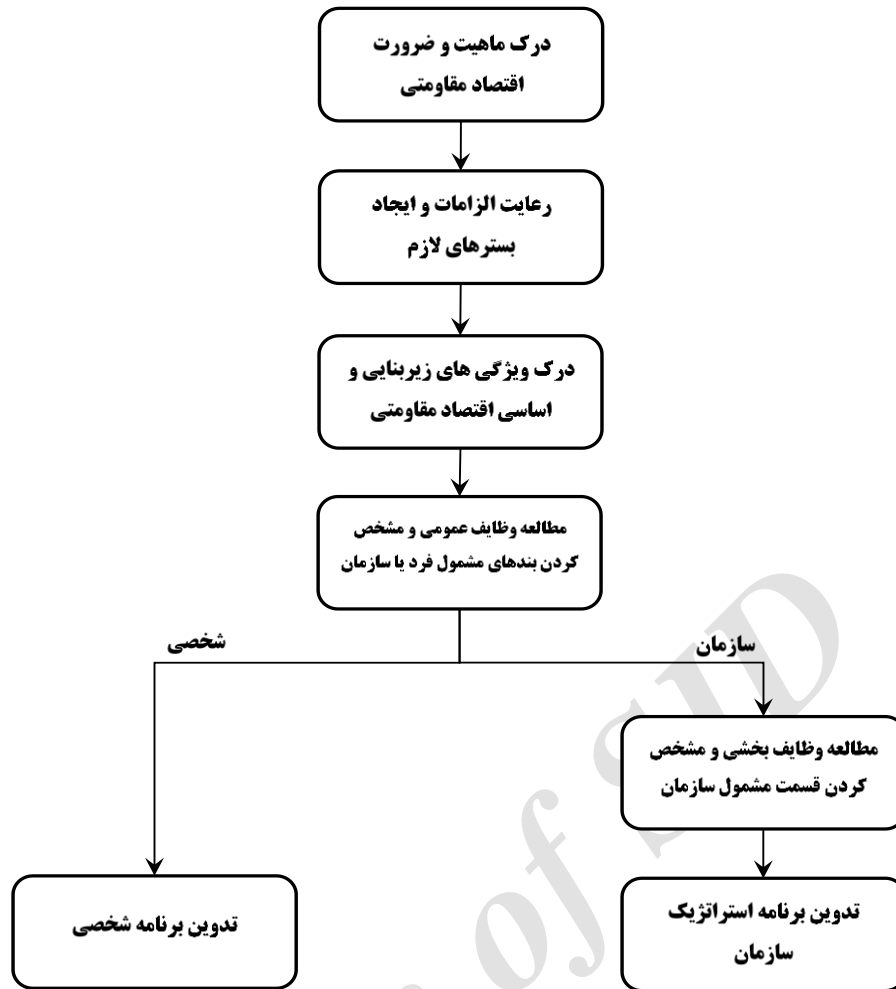 درک ماهیت و ضرورت
اقتصاد مقاومتی
رعایت الزامات و ایجاد
بسترهای لازم
درک ویژگی های زیربنایی و
اساسی اقتصاد مقاومتی
مطالعه وظایف عمومی و مشخص
کردن بندهای مشمول فرد یا سازمان
سازمان
شخصی
مطالعه وظایف بخشی و مشخص
کردن قسمت مشمول سازمان
تدوین برنامه استراتژیک
سازمان
تدوین برنامه شخصی
of SID